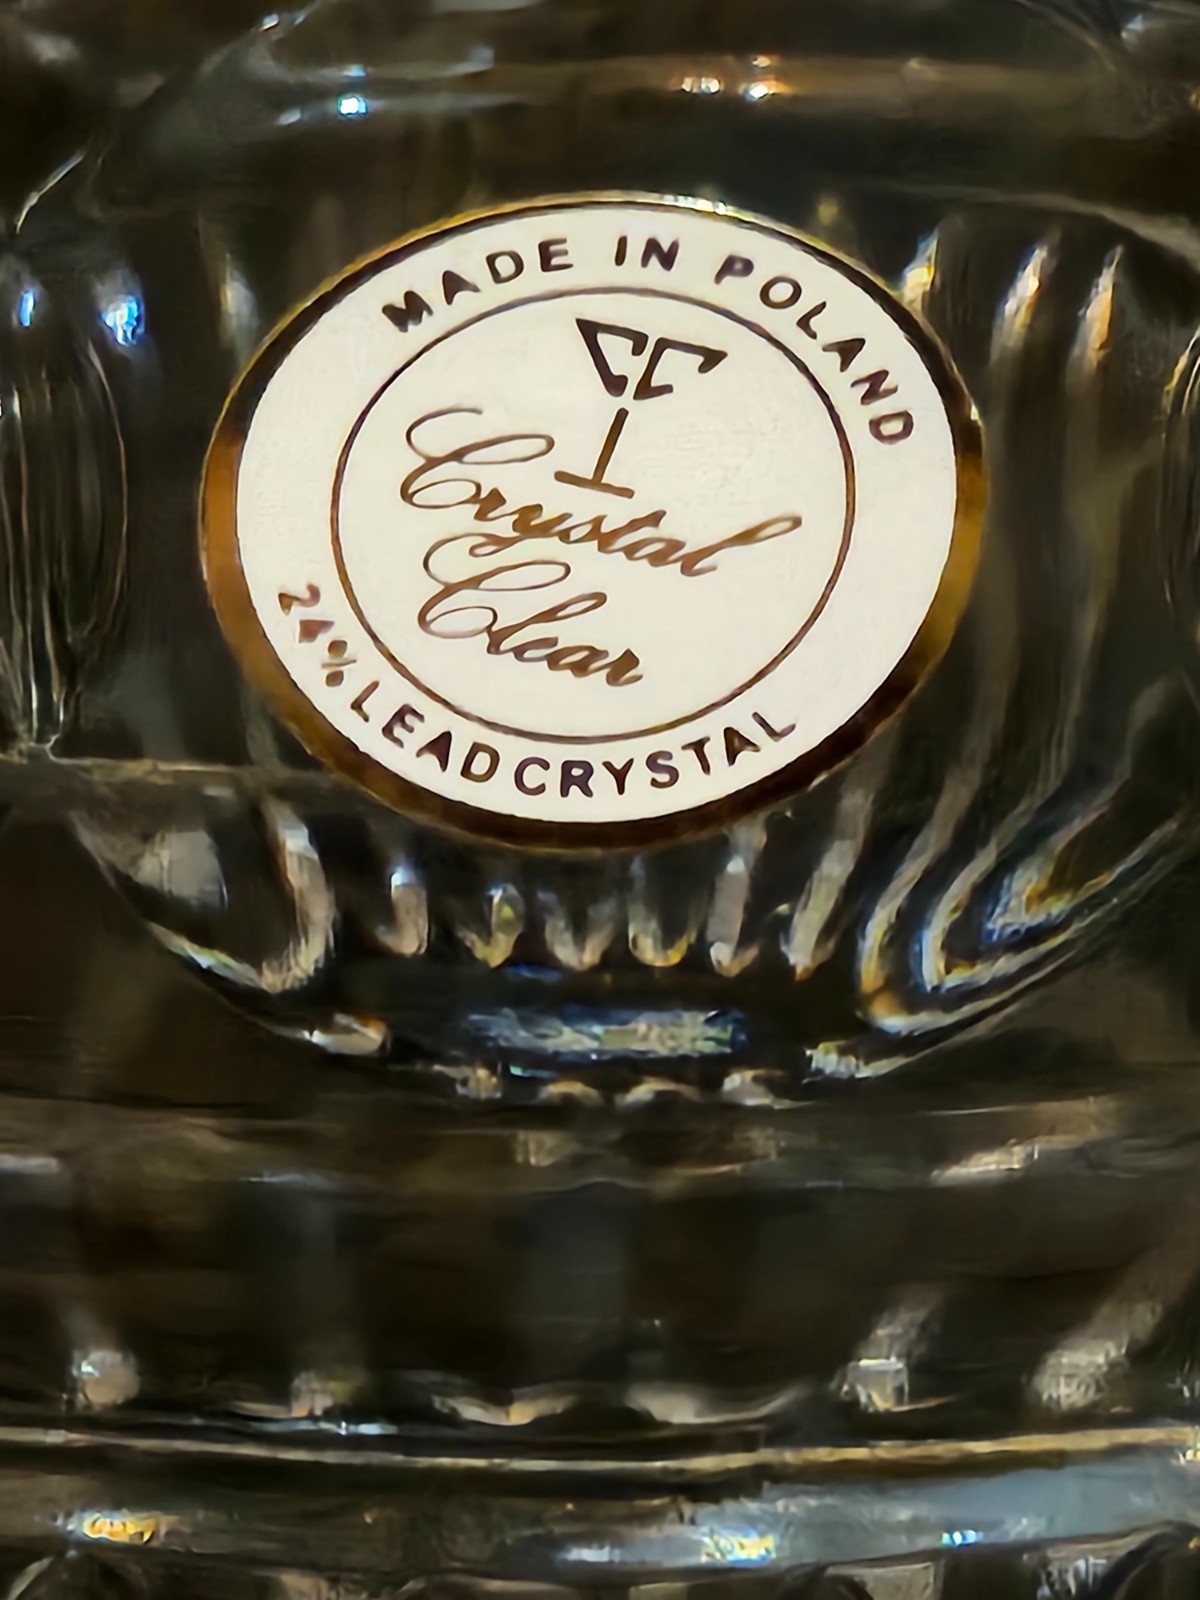 MADE IN POLAND
CC
Crystal
Clear
24% LEAD CRYSTAL